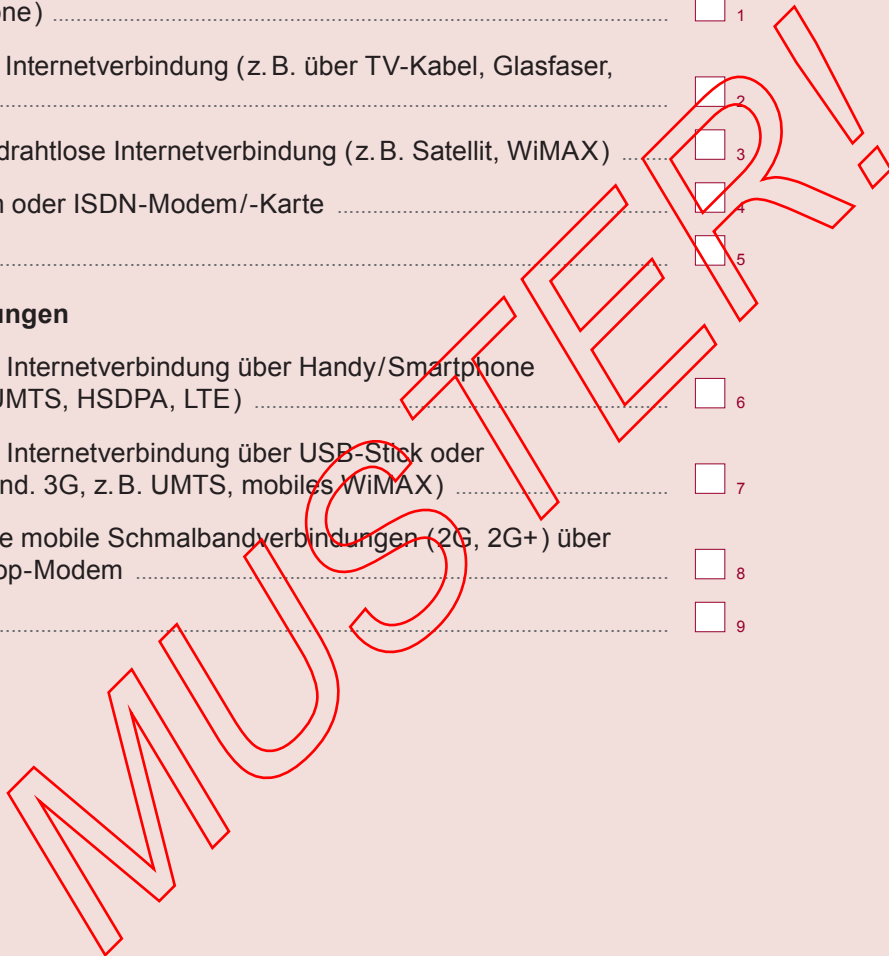 ne) 1
Internetverbindung (z. B. über TV-Kabel, Glasfaser,
2
drahtlose Internetverbindung (z. B. Satellit, WiMAX) 3
oder ISDN-Modem/-Karte 4
5
ungen
Internetverbindung über Handy/Smartphone
UMTS, HSDPA, LTE) 6
Internetverbindung über USB-Stick oder
nd. 3G, z. B. UMTS, mobiles WiMAX) 7
e mobile Schmalbandverbindungen (2G, 2G+) über
op-Modem 8
9
MUSTER!